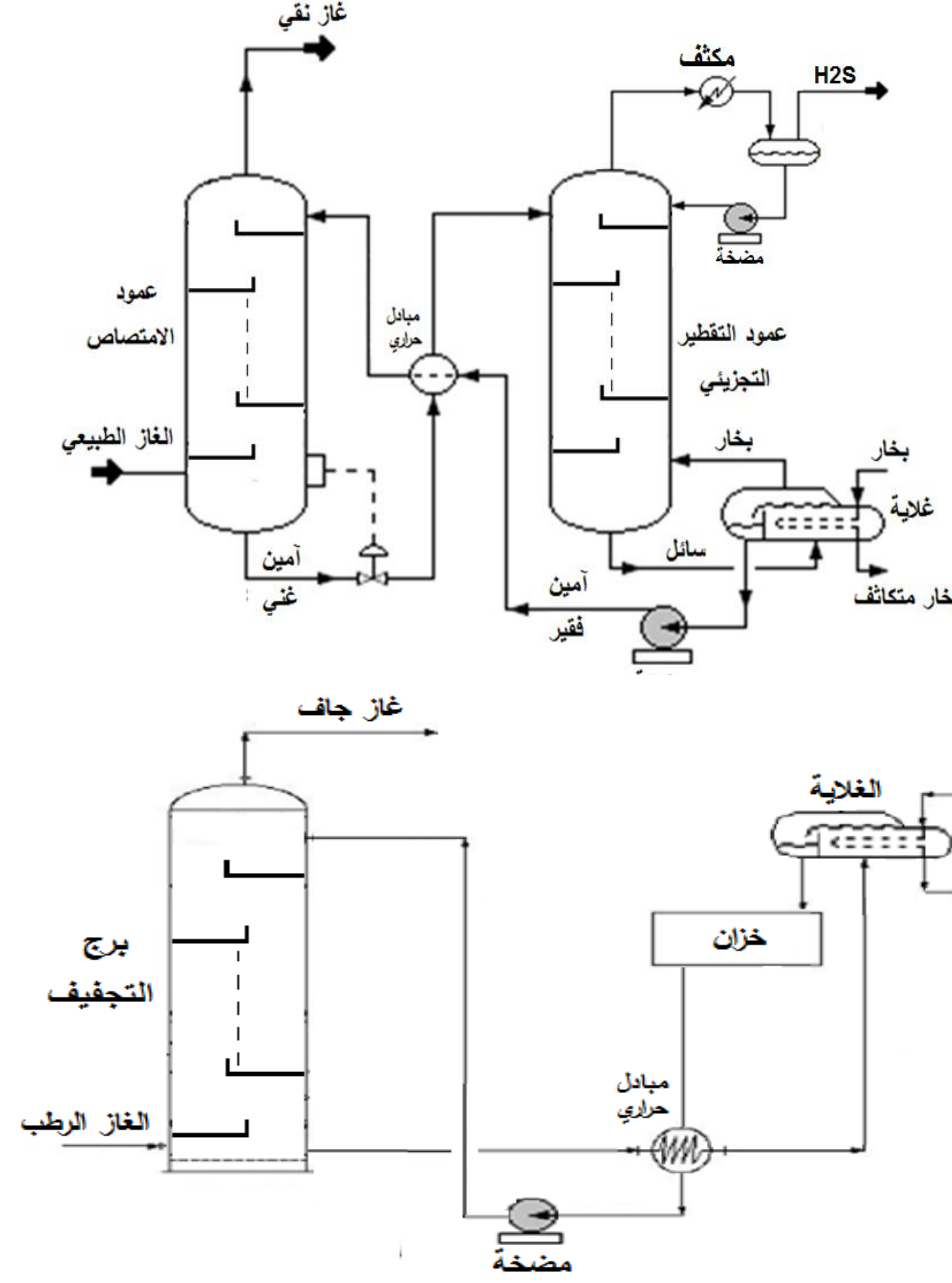 غاز نقي
مكثف
H2S
مضخة
عمود
الامتصاص
مبادل
حراري
عمود التقطير
التجزيئي
الغاز الطبيعي
بخار
بخار
غلاية
سائل
آمين
غني
آمين
فقير
خار متكاثف
غاز جاف
الغلاية
برج
التجفيف
خزان
مبادل
حراري
الغاز الرطب
مضخة